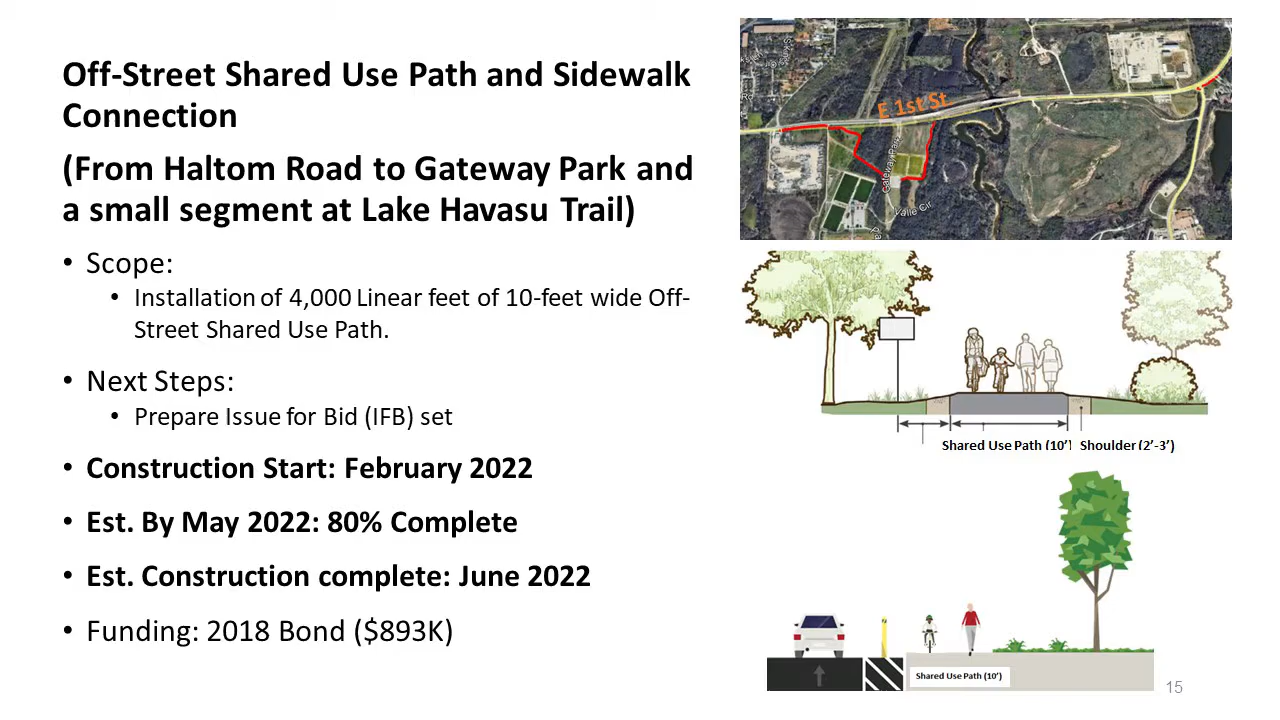 Off-Street Shared Use Path and Sidewalk
Connection
(From Haltom Road to Gateway Park and
a small segment at Lake Havasu Trail)
• Scope:
• Installation of 4,000 Linear feet of 10-feet wide Off-
Street Shared Use Path.
• Next Steps:
• Prepare Issue for Bid (IFB) set
• Construction Start: February 2022
• Est. By May 2022: 80% Complete
• Est. Construction complete: June 2022
• Funding: 2018 Bond ($893K)
E 1st St.
Gateway Park
Valle Cir
Shared Use Path (10’) Shoulder (2’-3’)
Shared Use Path (10’)
15